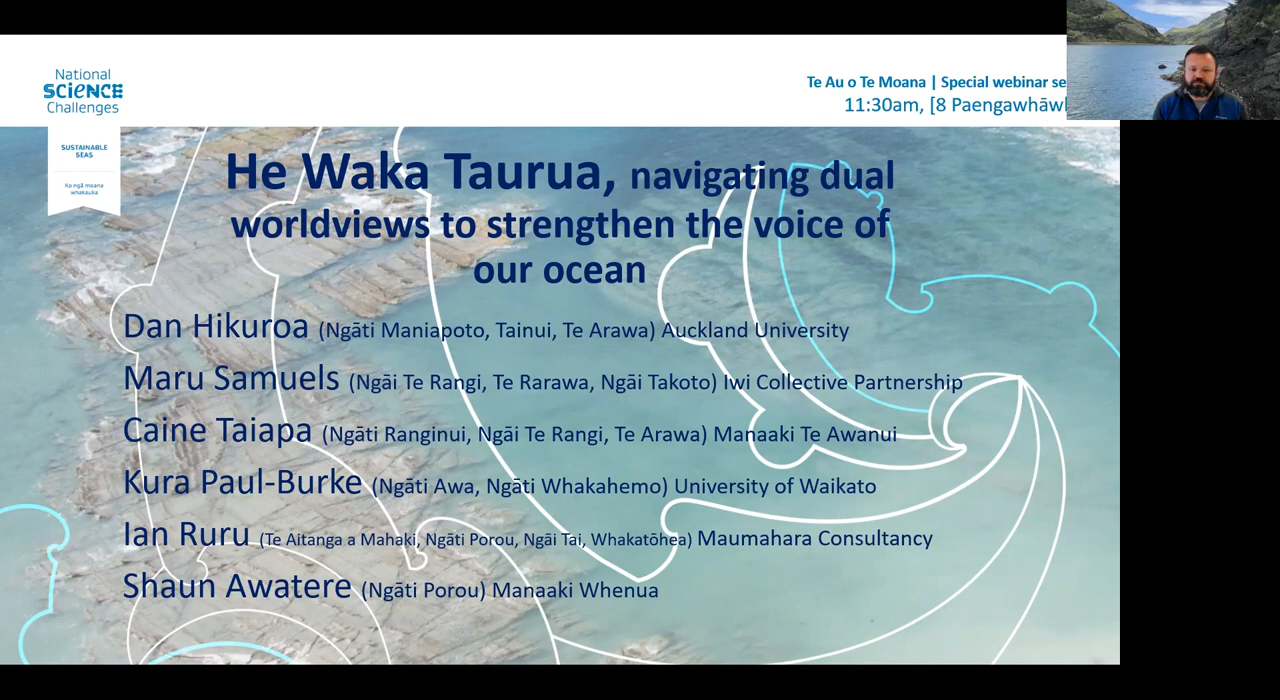 National
SCIENCE
Challenges
SUSTAINABLE
SEAS
Ko ngā moana
whakauka
Te Au o Te Moana | Special webinar se
11:30am, [8 Paengawhāwh
He Waka Taurua, navigating dual
worldviews to strengthen the voice of
our ocean
Dan Hikuroa (Ngāti Maniapoto, Tainui, Te Arawa) Auckland University
Maru Samuels (Ngāi Te Rangi, Te Rarawa, Ngāi Takoto) Iwi Collective Partnership
Caine Taiapa (Ngāti Ranginui, Ngāi Te Rangi, Te Arawa) Manaaki Te Awanui
Kura Paul-Burke (Ngāti Awa, Ngāti Whakahemo) University of Waikato
Ian Ruru (Te Aitanga a Mahaki, Ngāti Porou, Ngāi Tai, Whakatōhea) Maumahara Consultancy
Shaun Awatere (Ngāti Porou) Manaaki Whenua